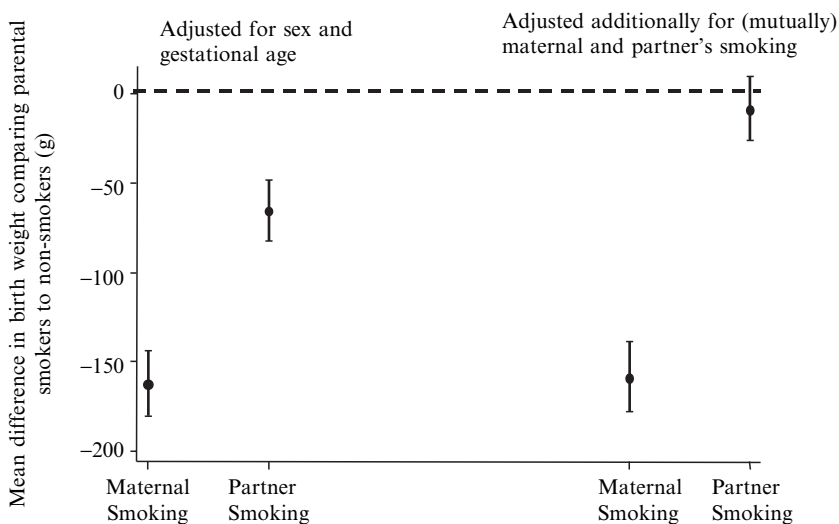 Mean difference in birth weight comparing parental
smokers to non-smokers (g)
Adjusted for sex and
gestational age
Adjusted additionally for (mutually)
maternal and partner's smoking
0
−50
−100
−150
−200
Maternal
Smoking
Partner
Smoking
Maternal
Smoking
Partner
Smoking